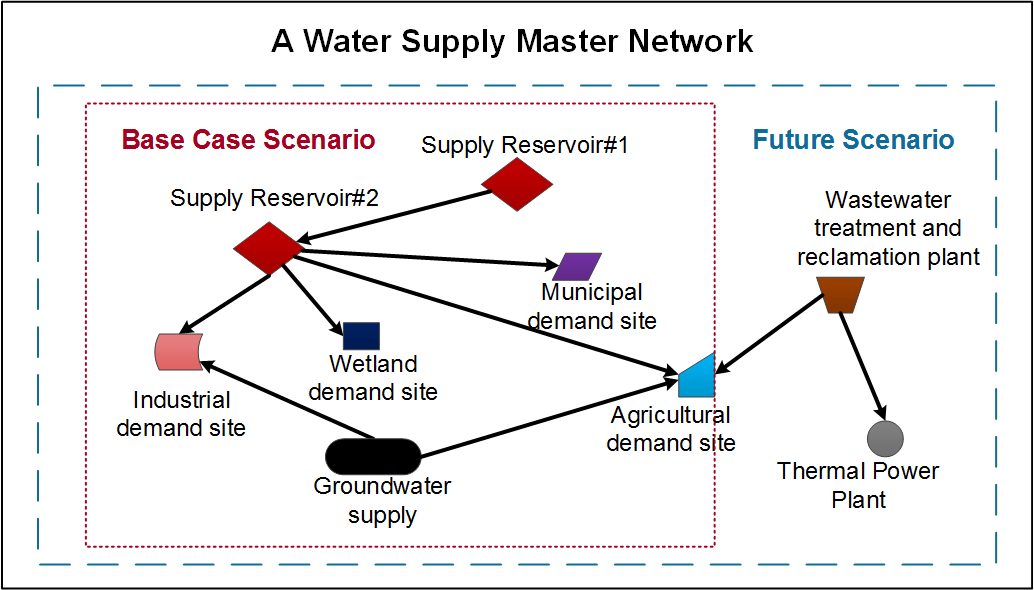 A Water Supply Master Network
Base Case Scenario
Future Scenario
Supply Reservoir#1
Supply Reservoir#2
Wastewater
treatment and
reclamation plant
Municipal
demand site
Wetland
demand site
Industrial
demand site
Agricultural
demand site
Groundwater
supply
Thermal Power
Plant